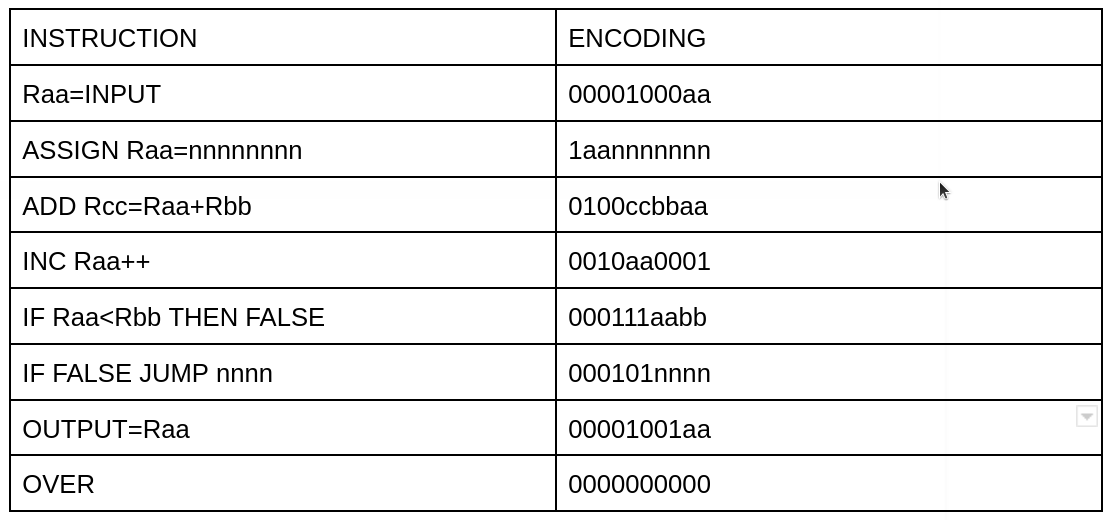 INSTRUCTION ENCODING
Raa=INPUT 00001000aa
ASSIGN Raa=nnnnnnnn 1aannnnnnn
ADD Rcc=Raa+Rbb 0100ccbbaa
INC Raa++ 0010aa0001
IF Raa<Rbb THEN FALSE 000111aabb
IF FALSE JUMP nnnn 000101nnnn
OUTPUT=Raa 00001001aa
OVER 0000000000